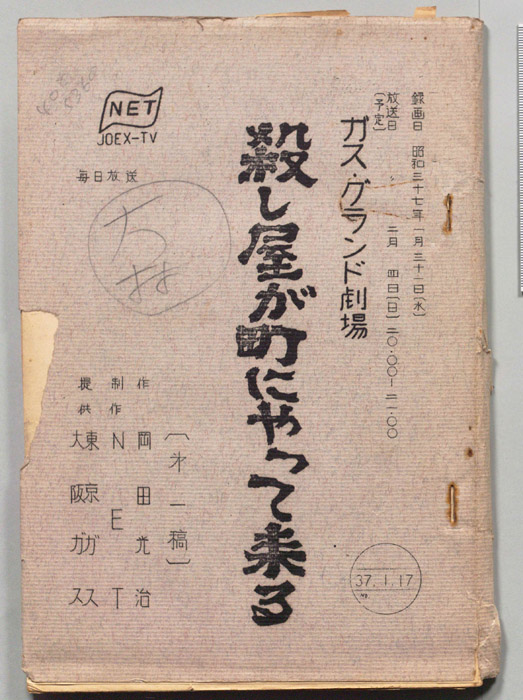 録画日 昭和三十七年一月三十一日(水)
放送日 二月 四日(日)二〇.〇〇―二一.〇〇
(予定)
ガス・グランド劇場
殺し屋が町にやって来る
(才一稿)
作 岡田光治
制作 NET
提供 東京ガス
大阪ガス
NET
JOEX-TV
毎日放送
37.1.17